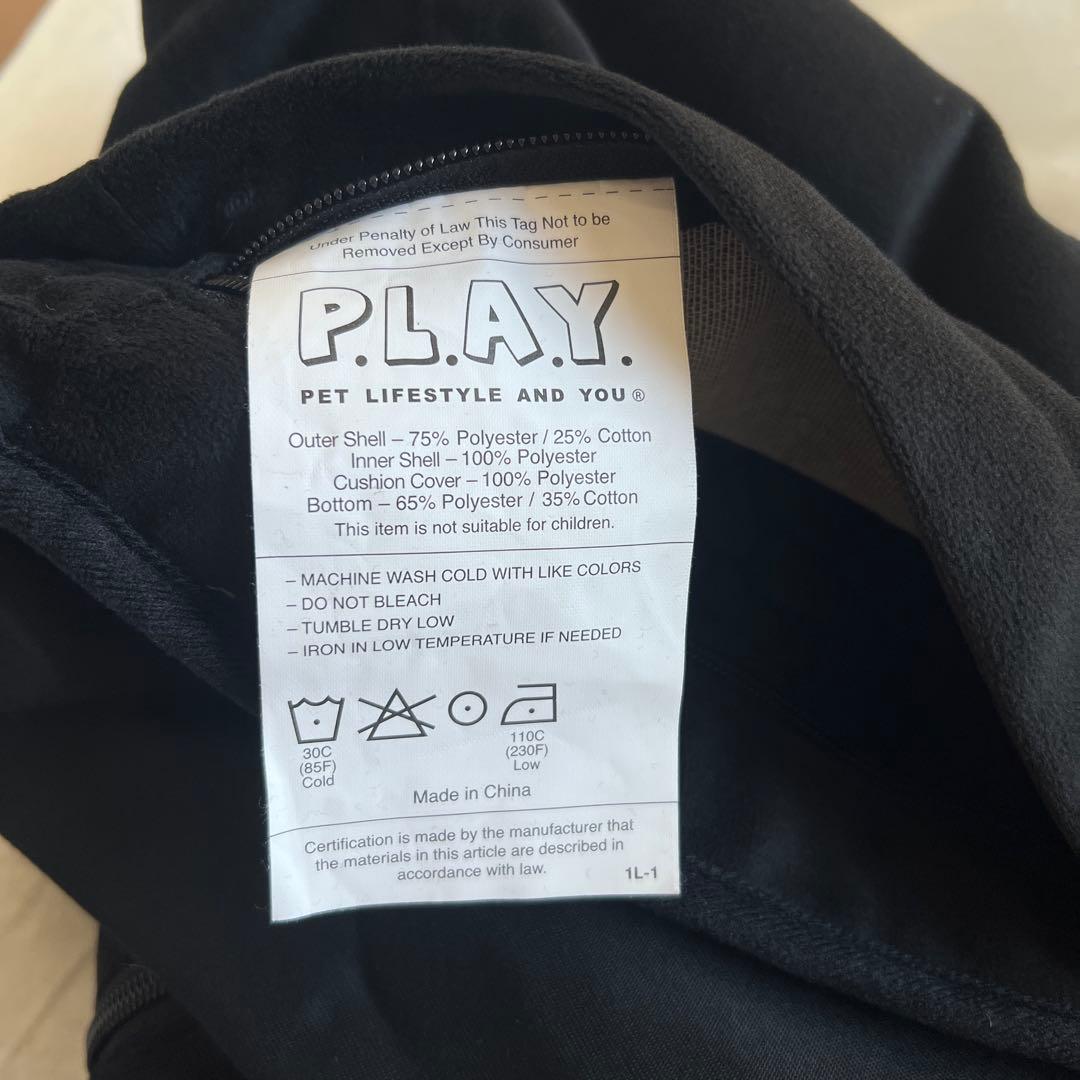 Under Penalty of Law This Tag Not to be
Removed Except By Consumer
P.L.A.Y.
PET LIFESTYLE AND YOU®
Outer Shell – 75% Polyester / 25% Cotton
Inner Shell – 100% Polyester
Cushion Cover – 100% Polyester
Bottom – 65% Polyester / 35% Cotton
This item is not suitable for children.
– MACHINE WASH COLD WITH LIKE COLORS
– DO NOT BLEACH
– TUMBLE DRY LOW
– IRON IN LOW TEMPERATURE IF NEEDED
30C
(85F)
Cold
110C
(230F)
Low
Made in China
Certification is made by the manufacturer that
the materials in this article are described in
accordance with law.
1L-1